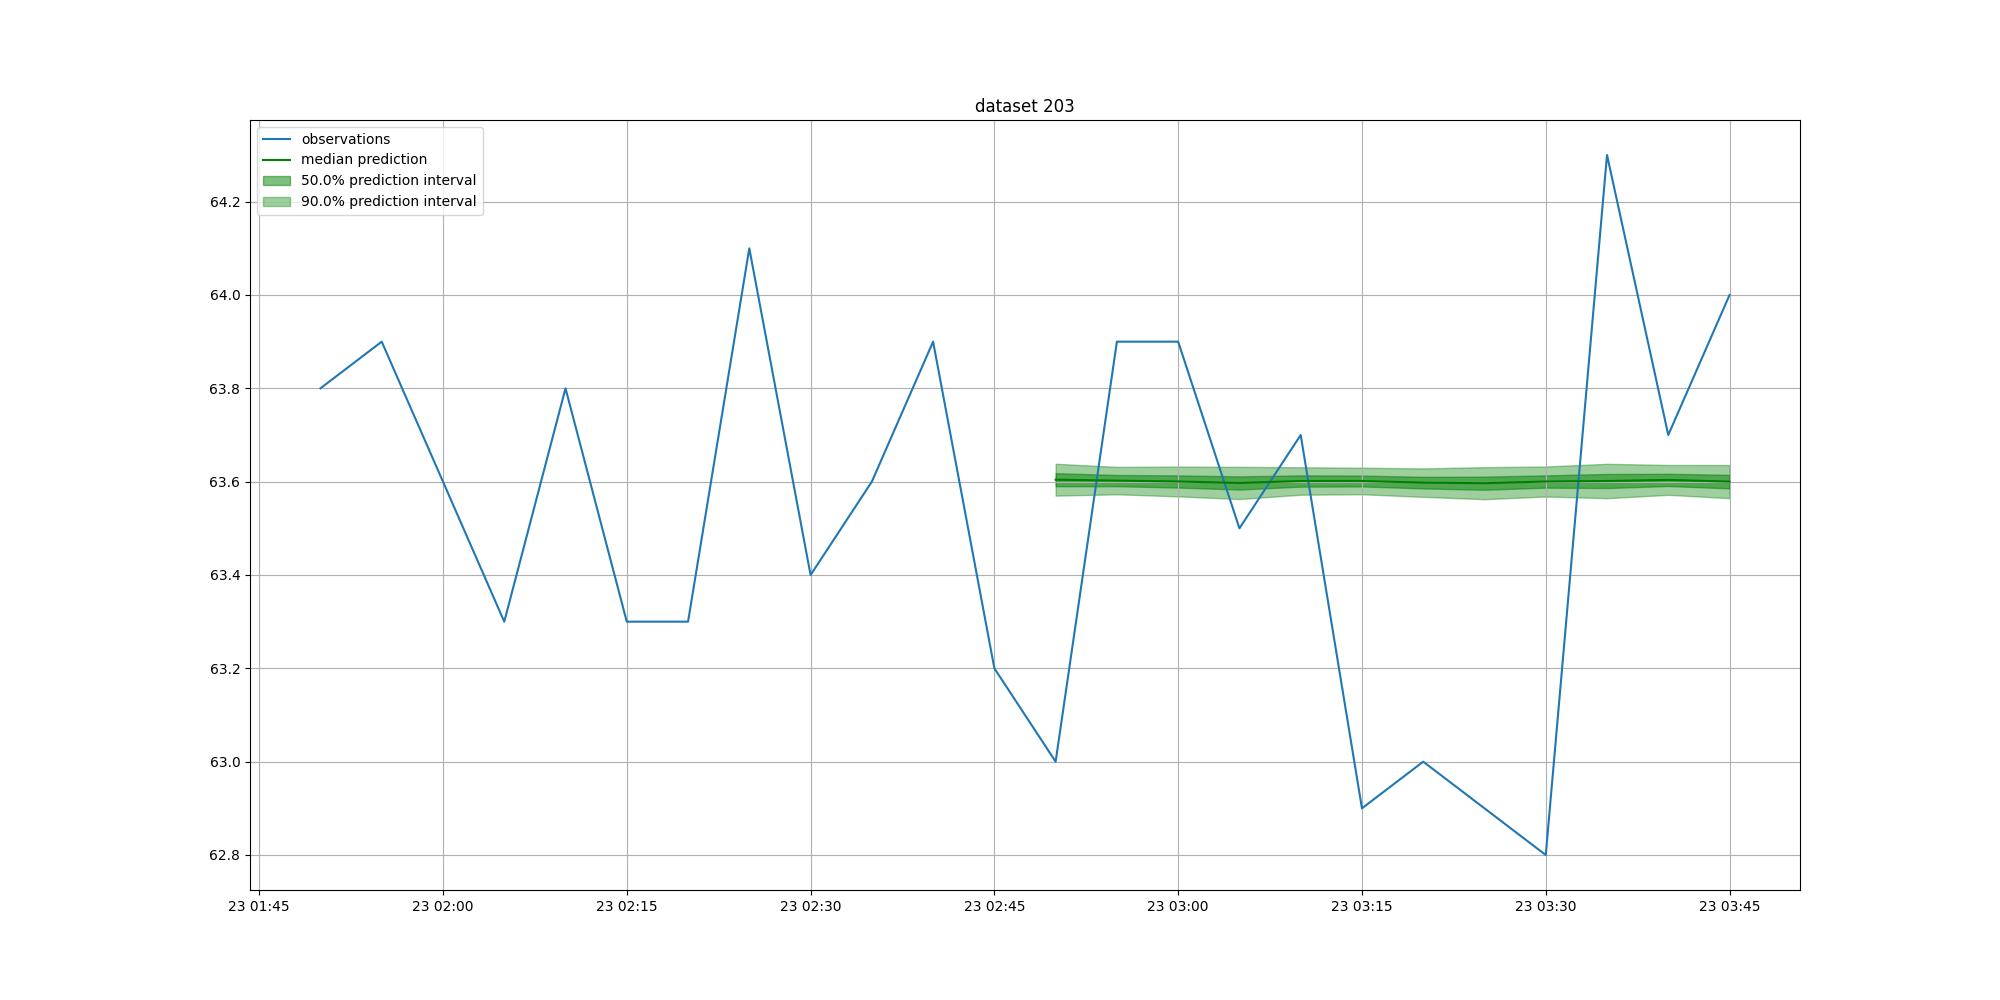 dataset 203
observations
median prediction
50.0% prediction interval
90.0% prediction interval
64.2
64.0
63.8
63.6
63.4
63.2
63.0
62.8
23 01:45 23 02:00 23 02:15 23 02:30 23 02:45 23 03:00 23 03:15 23 03:30 23 03:45